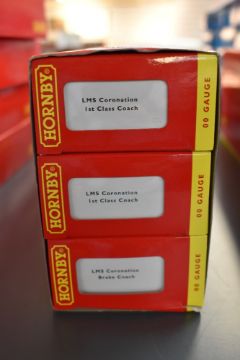 HORNBY
LMS Coronation
1st Class Coach
00 GAUGE
HORNBY
LMS Coronation
1st Class Coach
00 GAUGE
HORNBY
LMS Coronation
Brake Coach
00 GAUGE